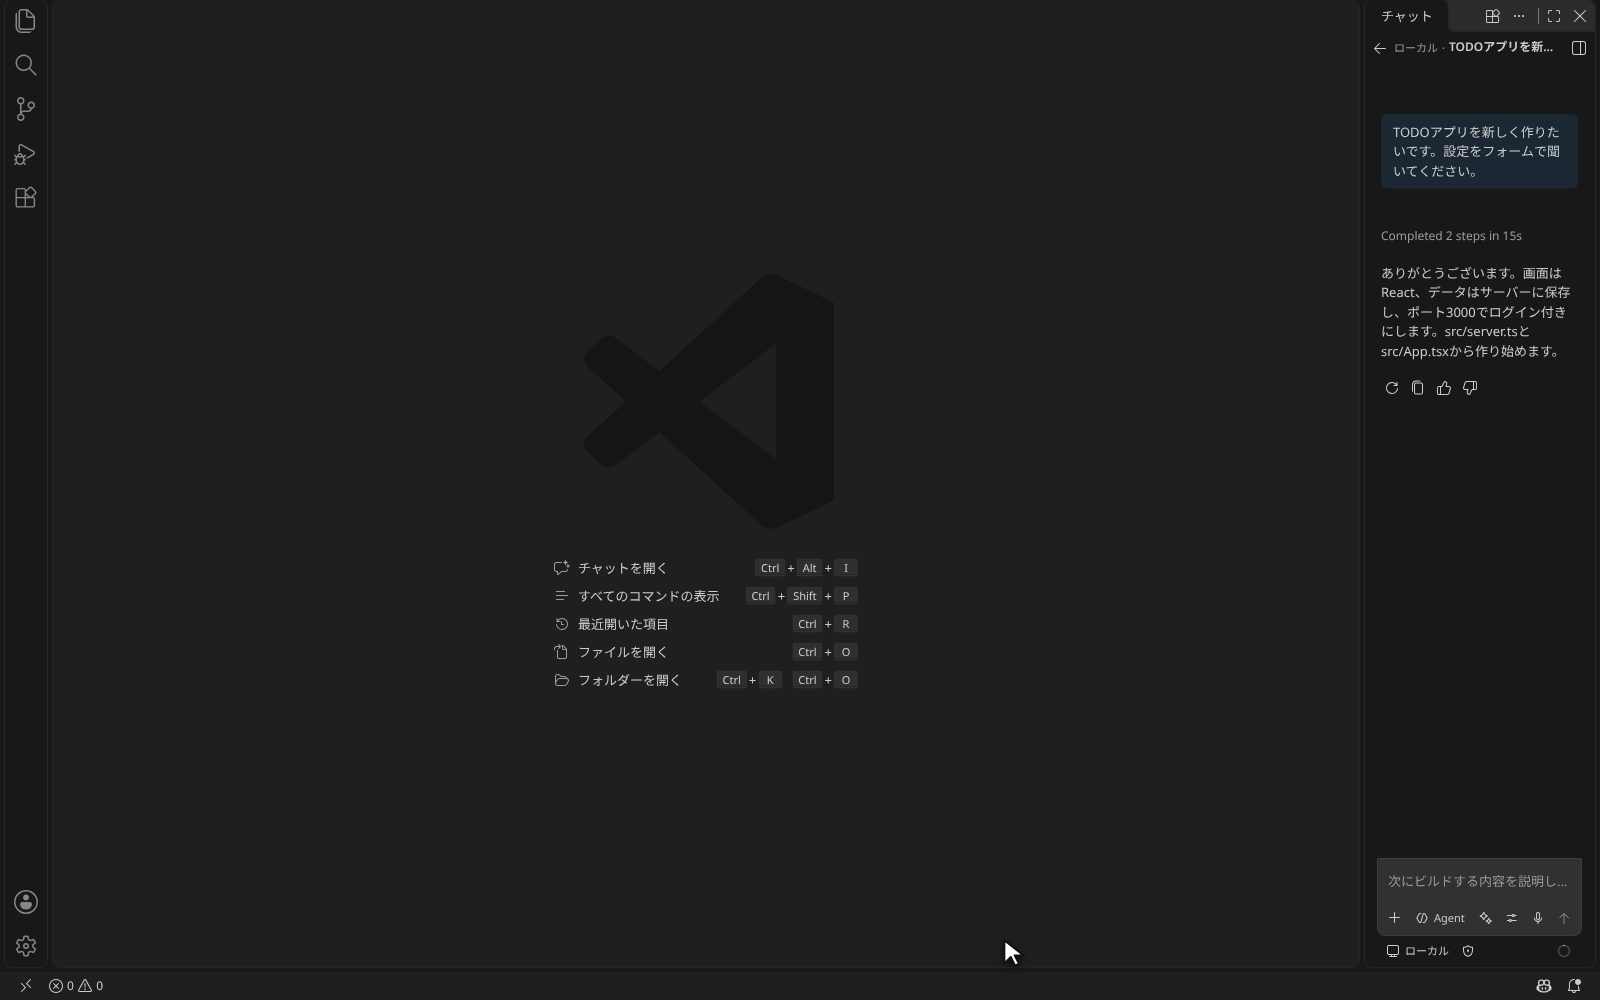 チャット
ローカル · TODOアプリを新...
TODOアプリを新しく作りた
いです。設定をフォームで聞
いてください。
Completed 2 steps in 15s
ありがとうございます。画面は
React、データはサーバーに保存
し、ポート3000でログイン付き
にします。src/server.tsと
src/App.tsxから作り始めます。
チャットを開く Ctrl + Alt + I
すべてのコマンドの表示 Ctrl + Shift + P
最近開いた項目 Ctrl + R
ファイルを開く Ctrl + O
フォルダーを開く Ctrl + K Ctrl + O
次にビルドする内容を説明し...
Agent
ローカル
0 0